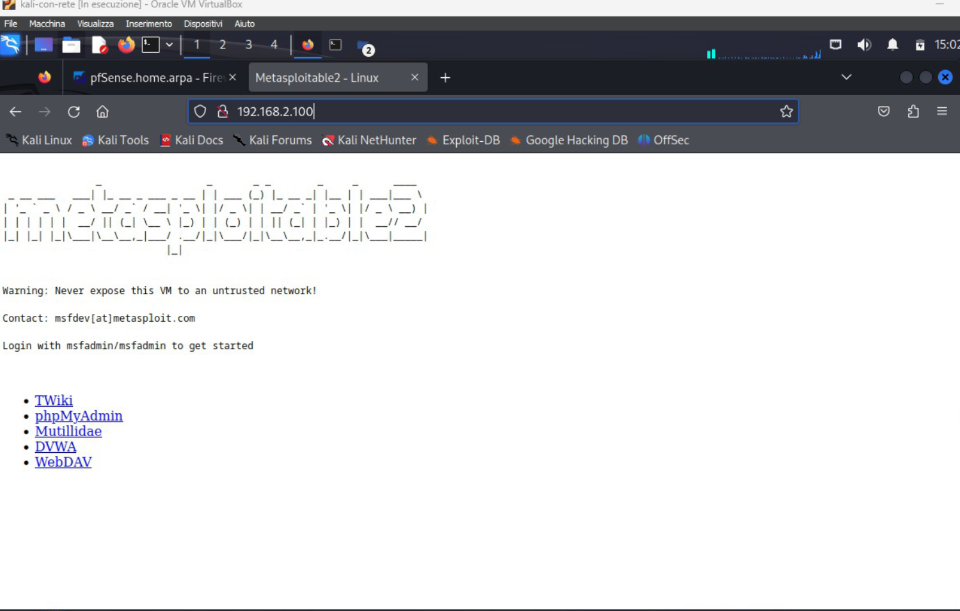 kali-con-rete [In esecuzione] - Oracle VM VirtualBox
File Macchina Visualizza Inserimento Dispositivi Aiuto
1 2 3 4 2 15:02
pfSense.home.arpa - Fire
Metasploitable2 - Linux
192.168.2.100
Kali Linux Kali Tools Kali Docs Kali Forums Kali NetHunter Exploit-DB Google Hacking DB OffSec
metasploitable2
Warning: Never expose this VM to an untrusted network!
Contact: msfdev[at]metasploit.com
Login with msfadmin/msfadmin to get started
TWiki
phpMyAdmin
Mutillidae
DVWA
WebDAV